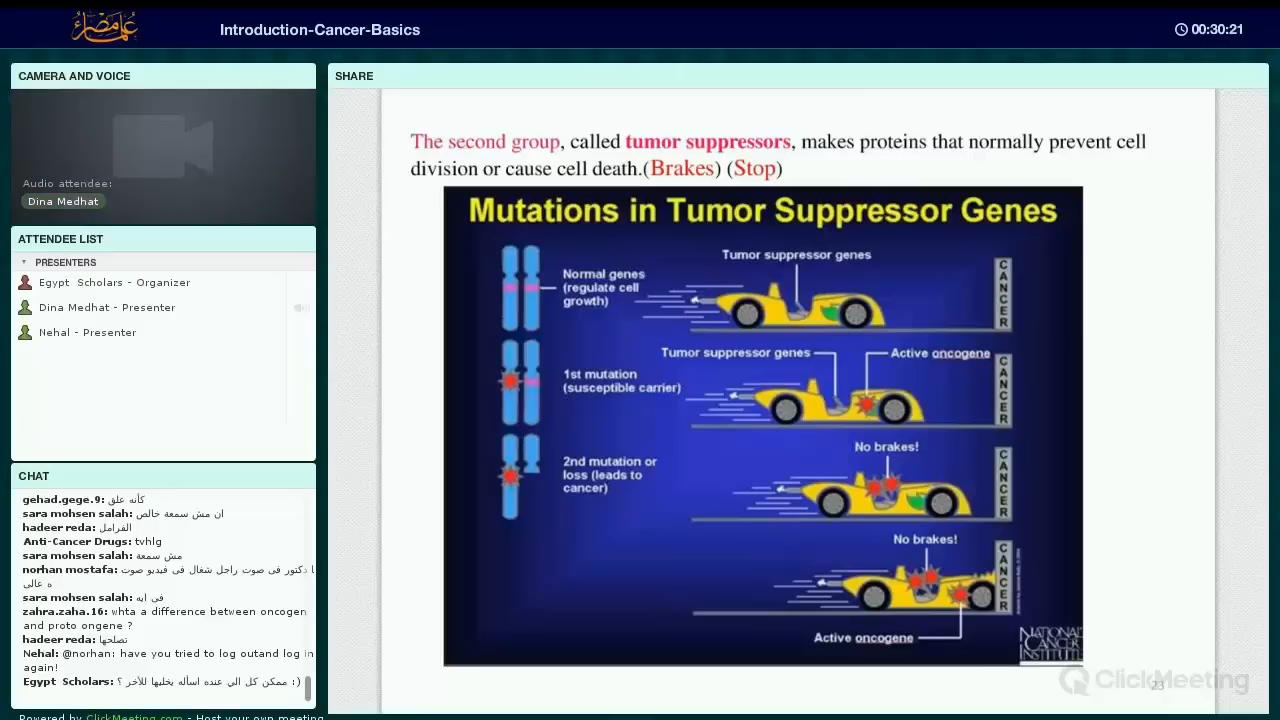 علماء مصر
Introduction-Cancer-Basics
00:30:21
CAMERA AND VOICE
Audio attendee:
Dina Medhat
ATTENDEE LIST
PRESENTERS
Egypt Scholars - Organizer
Dina Medhat - Presenter
Nehal - Presenter
CHAT
gehad.gege.9: كأنه علق
sara mohsen salah: ان مش سمعة خالص
hadeer reda: الفرامل
Anti-Cancer Drugs: tvhlg
sara mohsen salah: مش سمعة
norhan mostafa: ا دكتور فى صوت راجل شغال فى فيديو صوت
ه عالى
sara mohsen salah: فى ايه
zahra.zaha.16: what a difference between oncogen
and proto ongene ?
hadeer reda: تصلحها
Nehal: @norhan: have you tried to log outand log in
again!
Egypt Scholars: ممكن كل الي عنده اسأله يخليها للآخر ؟ :)
Powered by ClickMeeting.com - Host your own meeting
SHARE
The second group, called tumor suppressors, makes proteins that normally prevent cell
division or cause cell death.(Brakes) (Stop)
Mutations in Tumor Suppressor Genes
Normal genes
(regulate cell
growth)
Tumor suppressor genes
CANCER
1st mutation
(susceptible carrier)
Tumor suppressor genes
Active oncogene
CANCER
2nd mutation or
loss (leads to
cancer)
No brakes!
CANCER
No brakes!
CANCER
Active oncogene
NATIONAL
CANCER
INSTITUTE
23
ClickMeeting